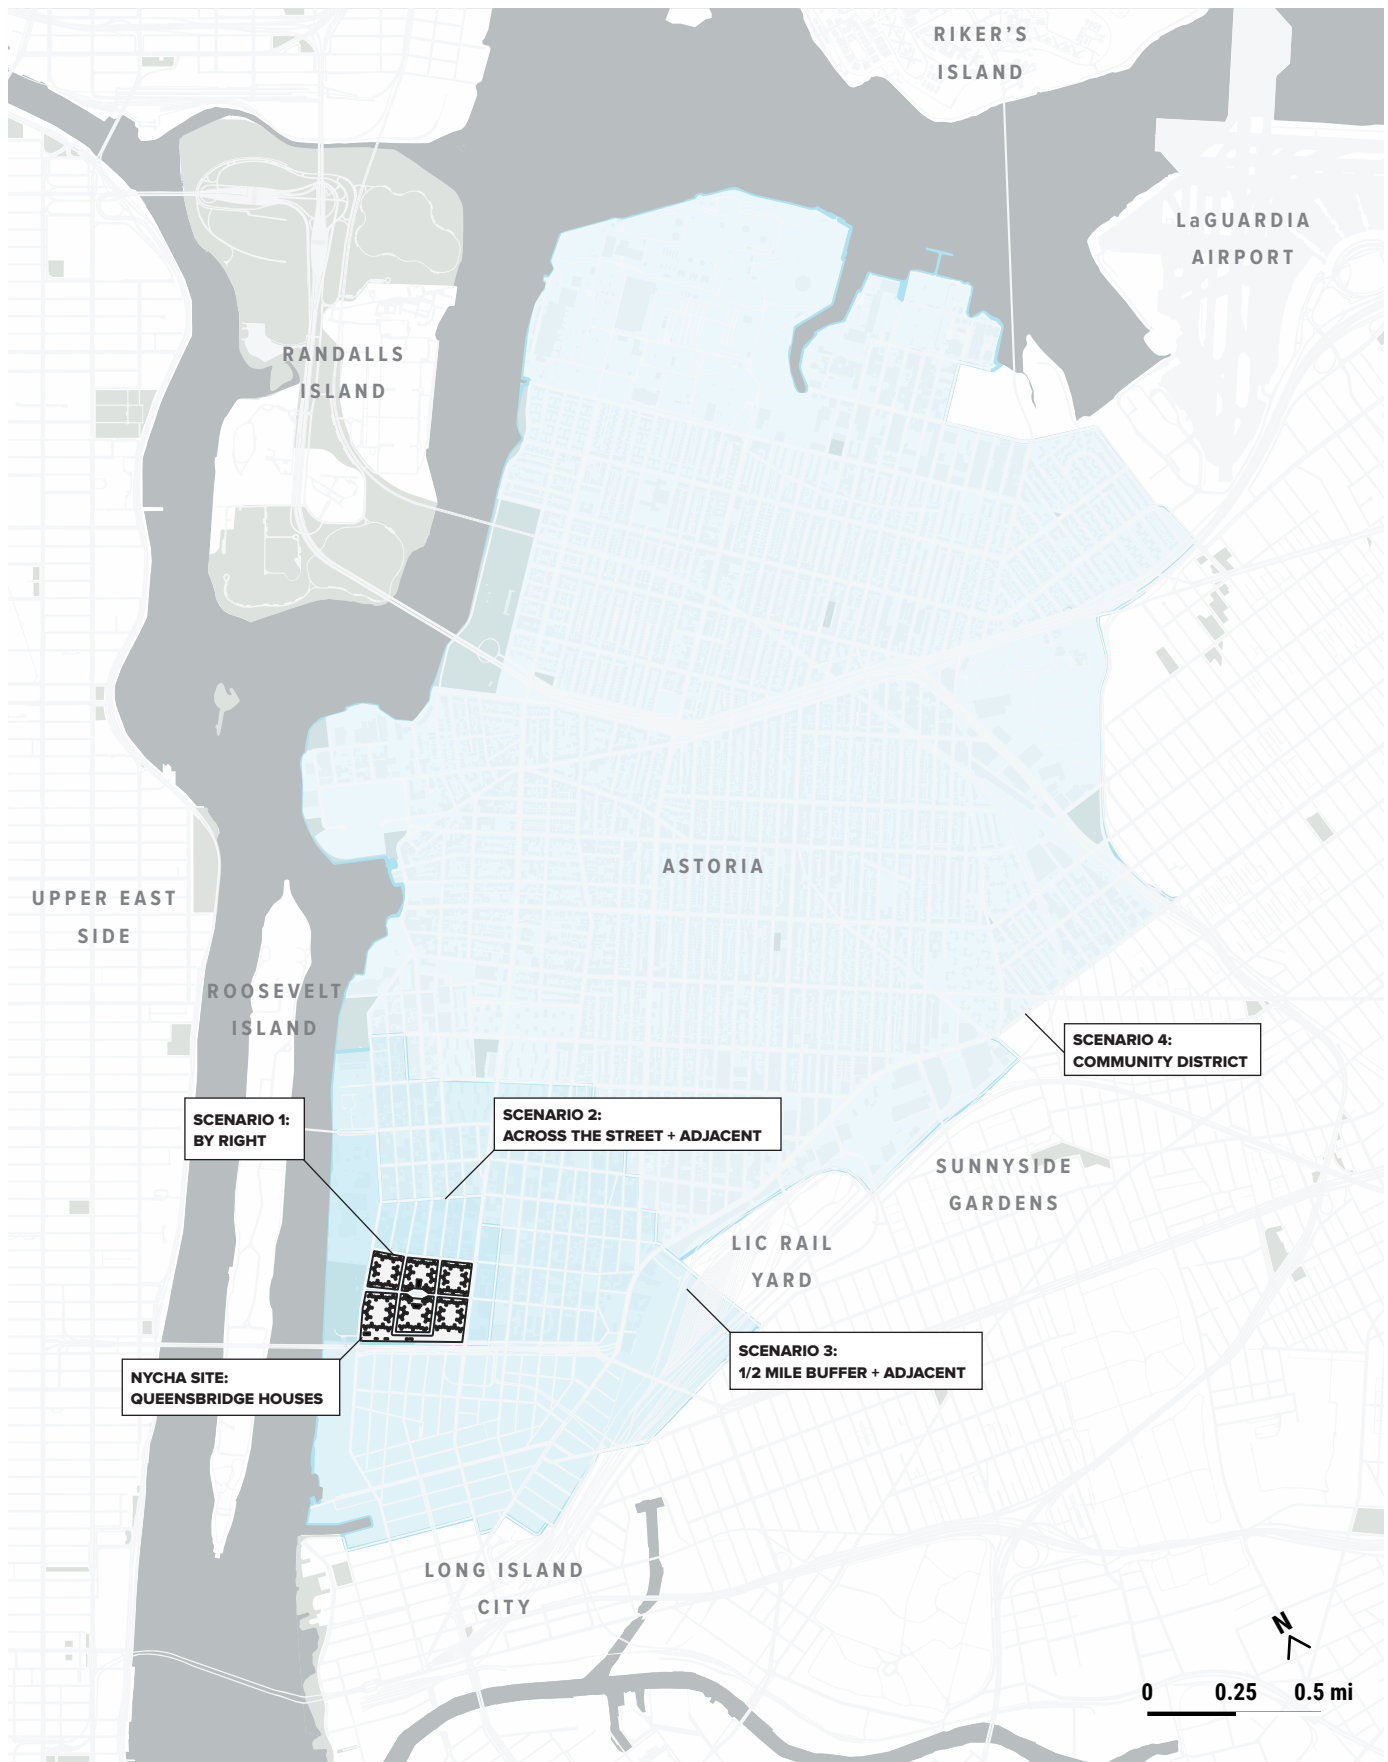 RIKER'S
ISLAND
LaGUARDIA
AIRPORT
RANDALLS
ISLAND
ASTORIA
UPPER EAST
SIDE
ROOSEVELT
ISLAND
SCENARIO 4:
COMMUNITY DISTRICT
SCENARIO 1:
BY RIGHT
SCENARIO 2:
ACROSS THE STREET + ADJACENT
SUNNYSIDE
GARDENS
LIC RAIL
YARD
SCENARIO 3:
1/2 MILE BUFFER + ADJACENT
NYCHA SITE:
QUEENSBRIDGE HOUSES
LONG ISLAND
CITY
N
0 0.25 0.5 mi